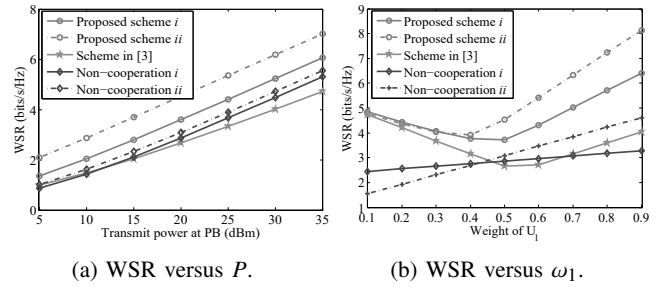 8
6
4
2
0
WSR (bits/s/Hz)
Proposed scheme i
Proposed scheme ii
Scheme in [3]
Non−cooperation i
Non−cooperation ii
5 10 15 20 25 30 35
Transmit power at PB (dBm)
(a) WSR versus P.
9
8
7
6
5
4
3
2
1
WSR (bits/s/Hz)
Proposed scheme i
Proposed scheme ii
Scheme in [3]
Non−cooperation i
Non−cooperation ii
0.1 0.2 0.3 0.4 0.5 0.6 0.7 0.8 0.9
Weight of U1
(b) WSR versus ω1.